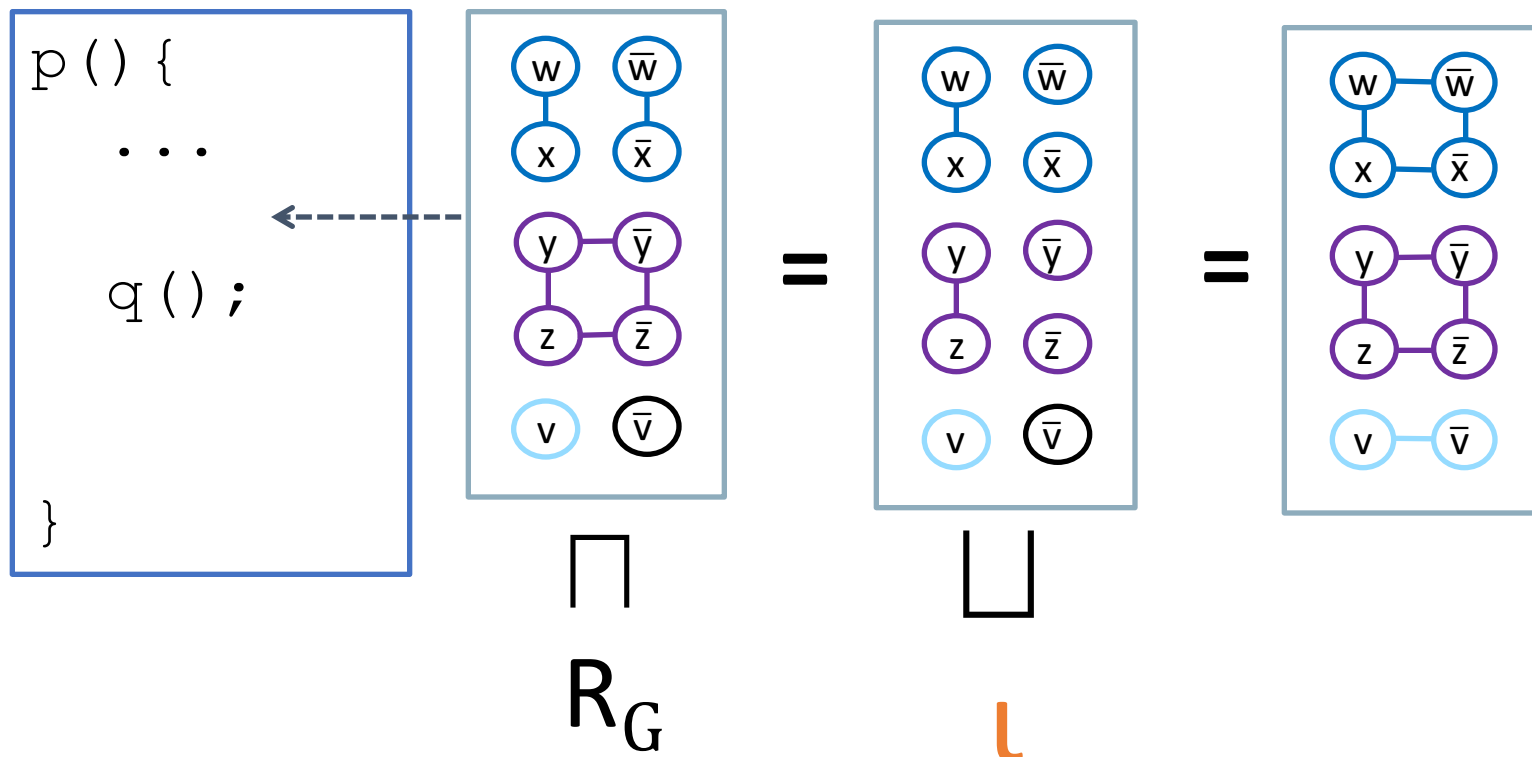 p() {
...
q();
}
w w̅
x x̅
y y̅
z z̅
v v̅
⊓
R_G
=
w w̅
x x̅
y y̅
z z̅
v v̅
⊔
ι
=
w w̅
x x̅
y y̅
z z̅
v v̅